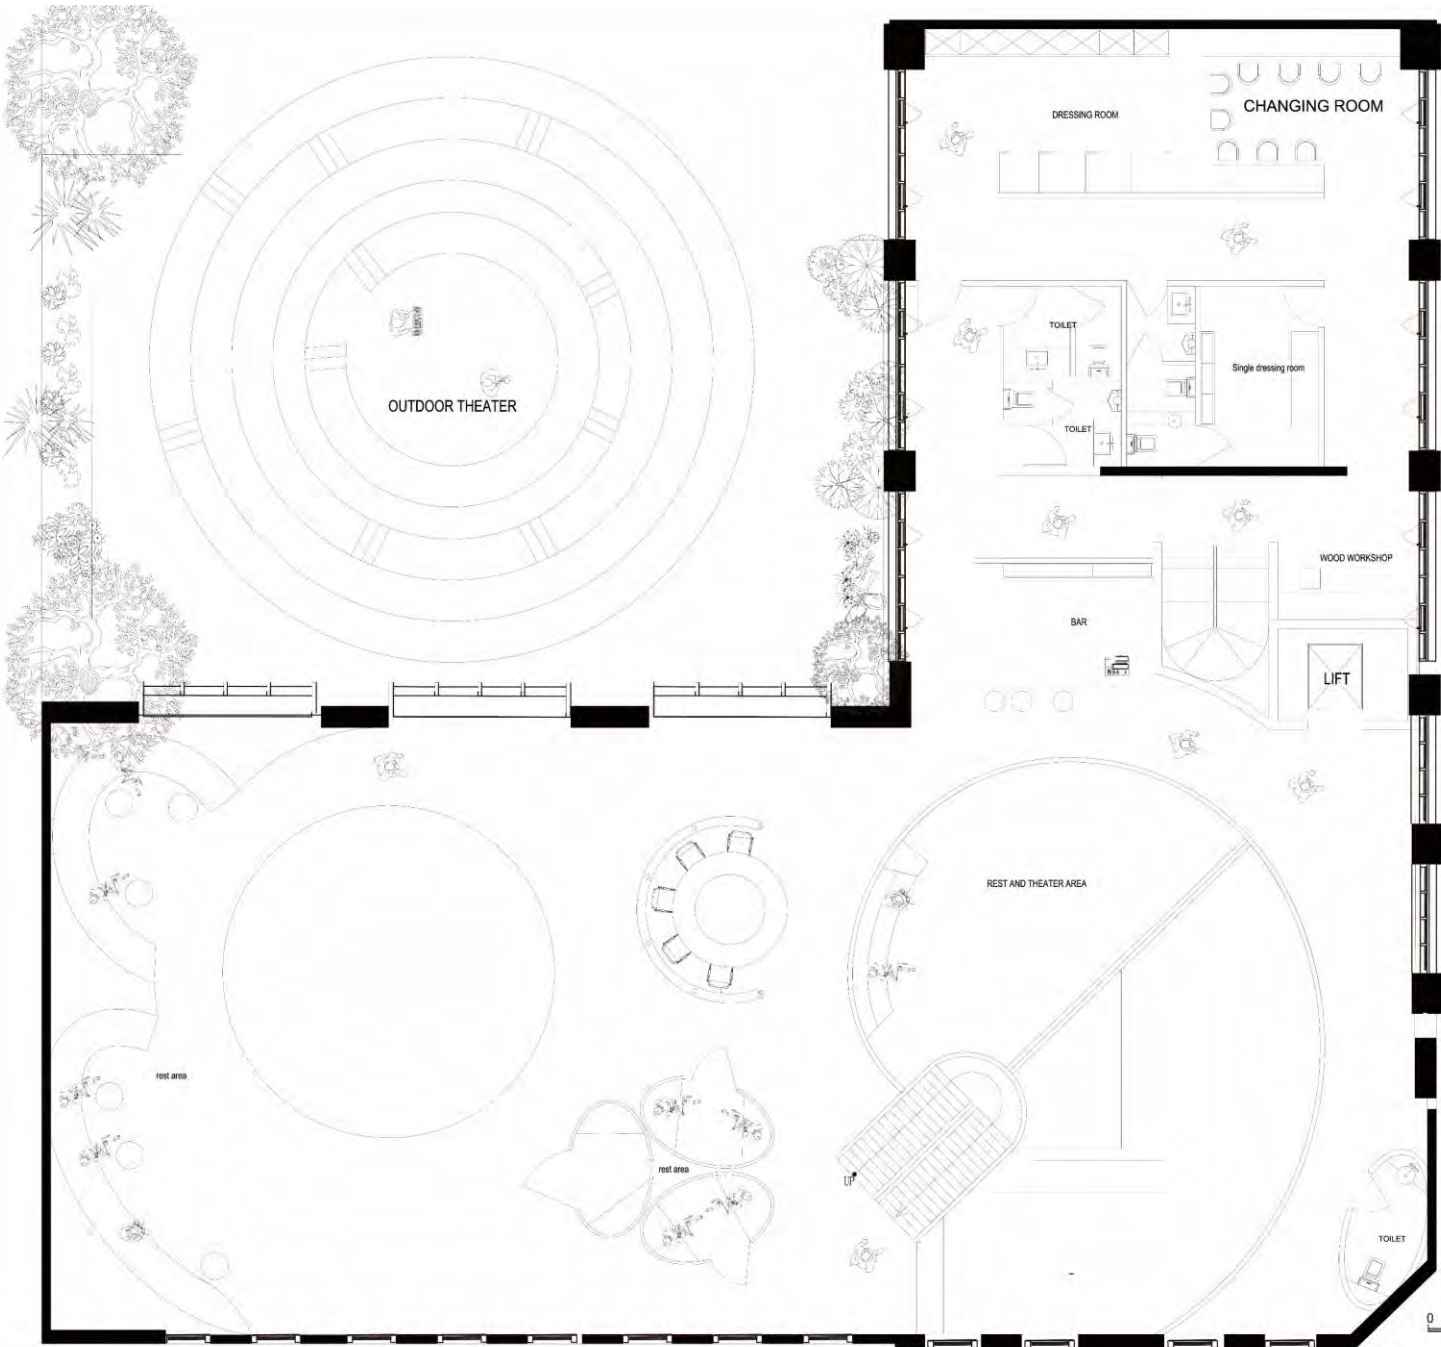 CHANGING ROOM
DRESSING ROOM
TOILET
Single dressing room
OUTDOOR THEATER
TOILET
WOOD WORKSHOP
BAR
LIFT
REST AND THEATER AREA
rest area
rest area
UP
TOILET
0